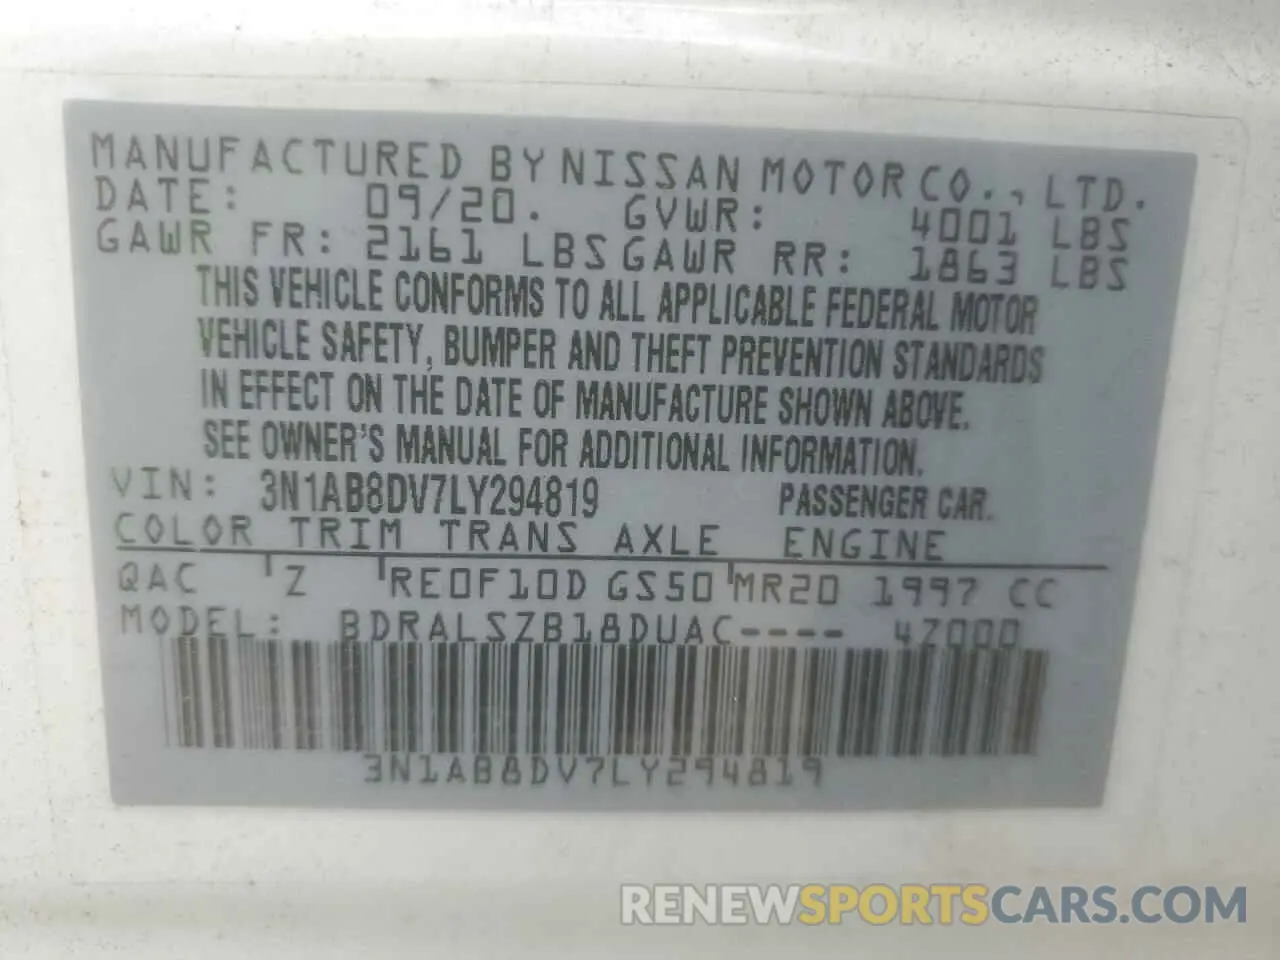 MANUFACTURED BY NISSAN MOTOR CO., LTD.
DATE: 09/20. GVWR: 4001 LBS
GAWR FR: 2161 LBS GAWR RR: 1863 LBS
THIS VEHICLE CONFORMS TO ALL APPLICABLE FEDERAL MOTOR
VEHICLE SAFETY, BUMPER AND THEFT PREVENTION STANDARDS
IN EFFECT ON THE DATE OF MANUFACTURE SHOWN ABOVE.
SEE OWNER'S MANUAL FOR ADDITIONAL INFORMATION.
VIN: 3N1AB8DV7LY294819 PASSENGER CAR.
COLOR TRIM TRANS AXLE ENGINE
QAC Z RE0F10D GS50 MR20 1997 CC
MODEL: BDRALSZB18DUAC---- 4Z000
3N1AB8DV7LY294819
RENEWSPORTSCARS.COM